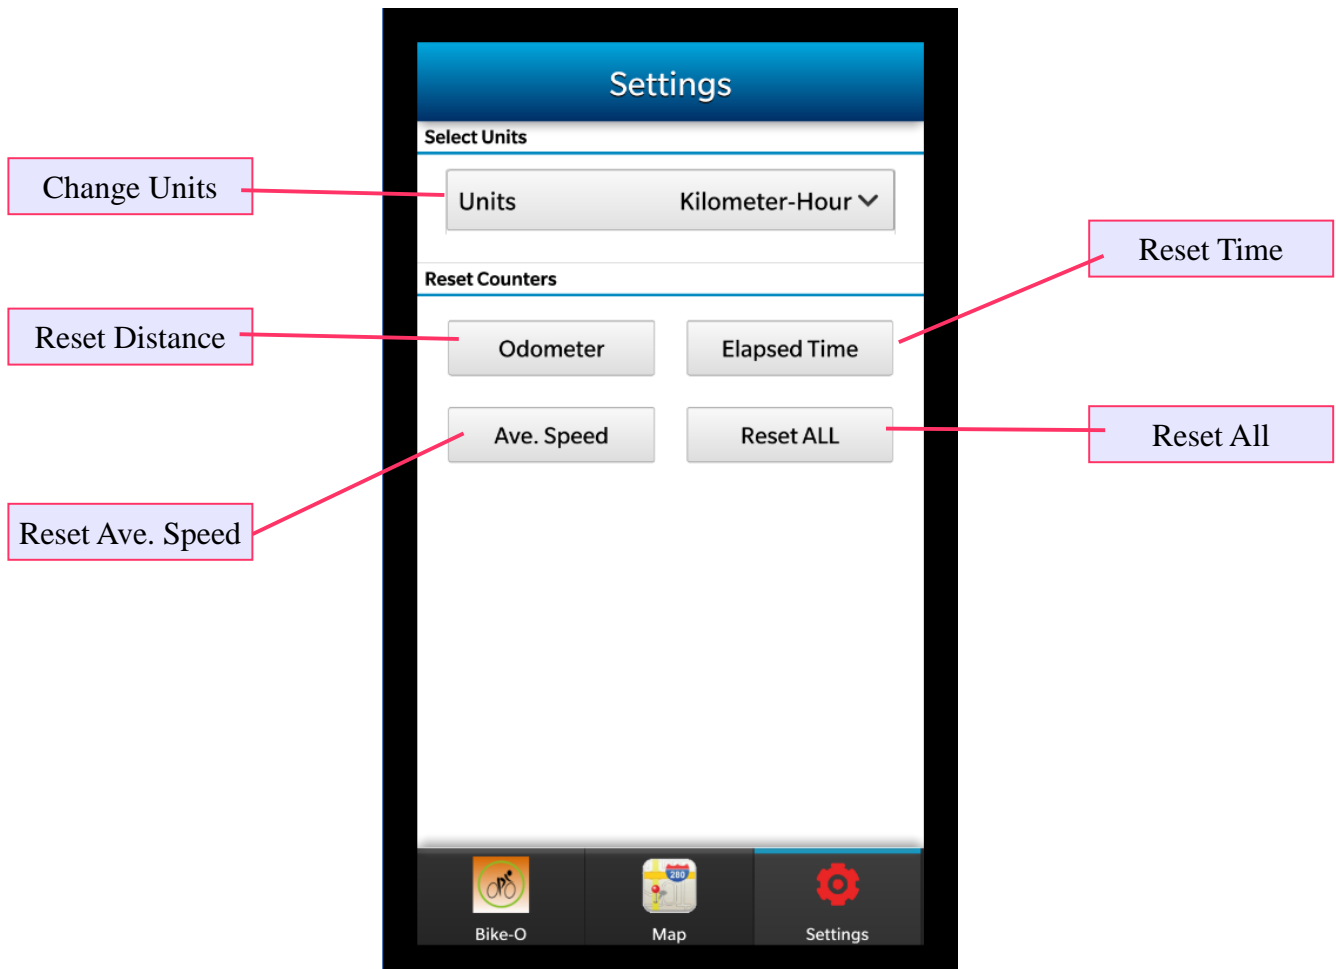 Settings
Select Units
Change Units
Units Kilometer-Hour
Reset Time
Reset Counters
Reset Distance
Odometer Elapsed Time
Ave. Speed Reset ALL
Reset All
Reset Ave. Speed
280
Bike-O Map Settings